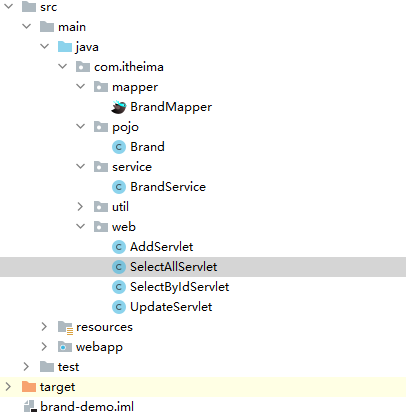 src
main
java
com.itheima
mapper
BrandMapper
pojo
Brand
service
BrandService
util
web
AddServlet
SelectAllServlet
SelectByIdServlet
UpdateServlet
resources
webapp
test
target
brand-demo.iml